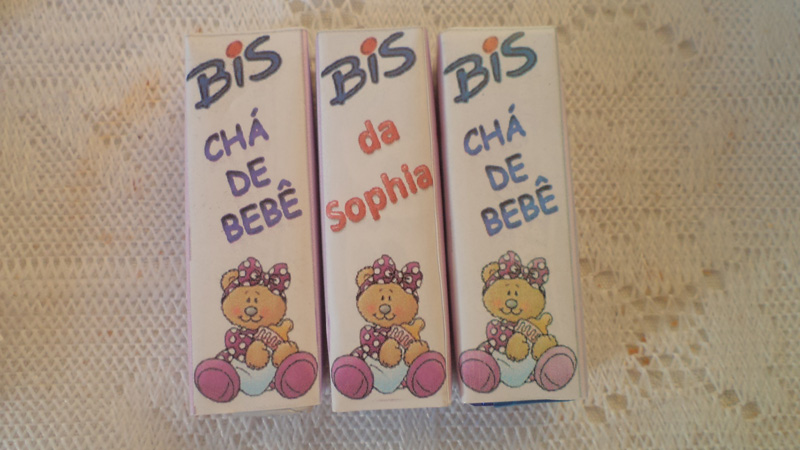 BiS
CHÁ
DE
BEBÊ
BiS
da
sophia
BiS
CHÁ
DE
BEBÊ